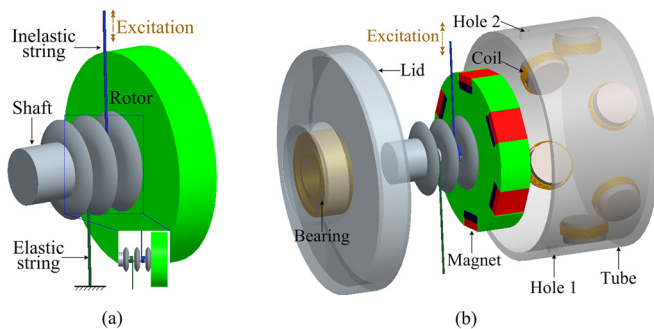 Excitation
Inelastic
string
Rotor
Shaft
Elastic
string
(a)
Hole 2
Excitation
Coil
Lid
Bearing
Magnet
Tube
Hole 1
(b)